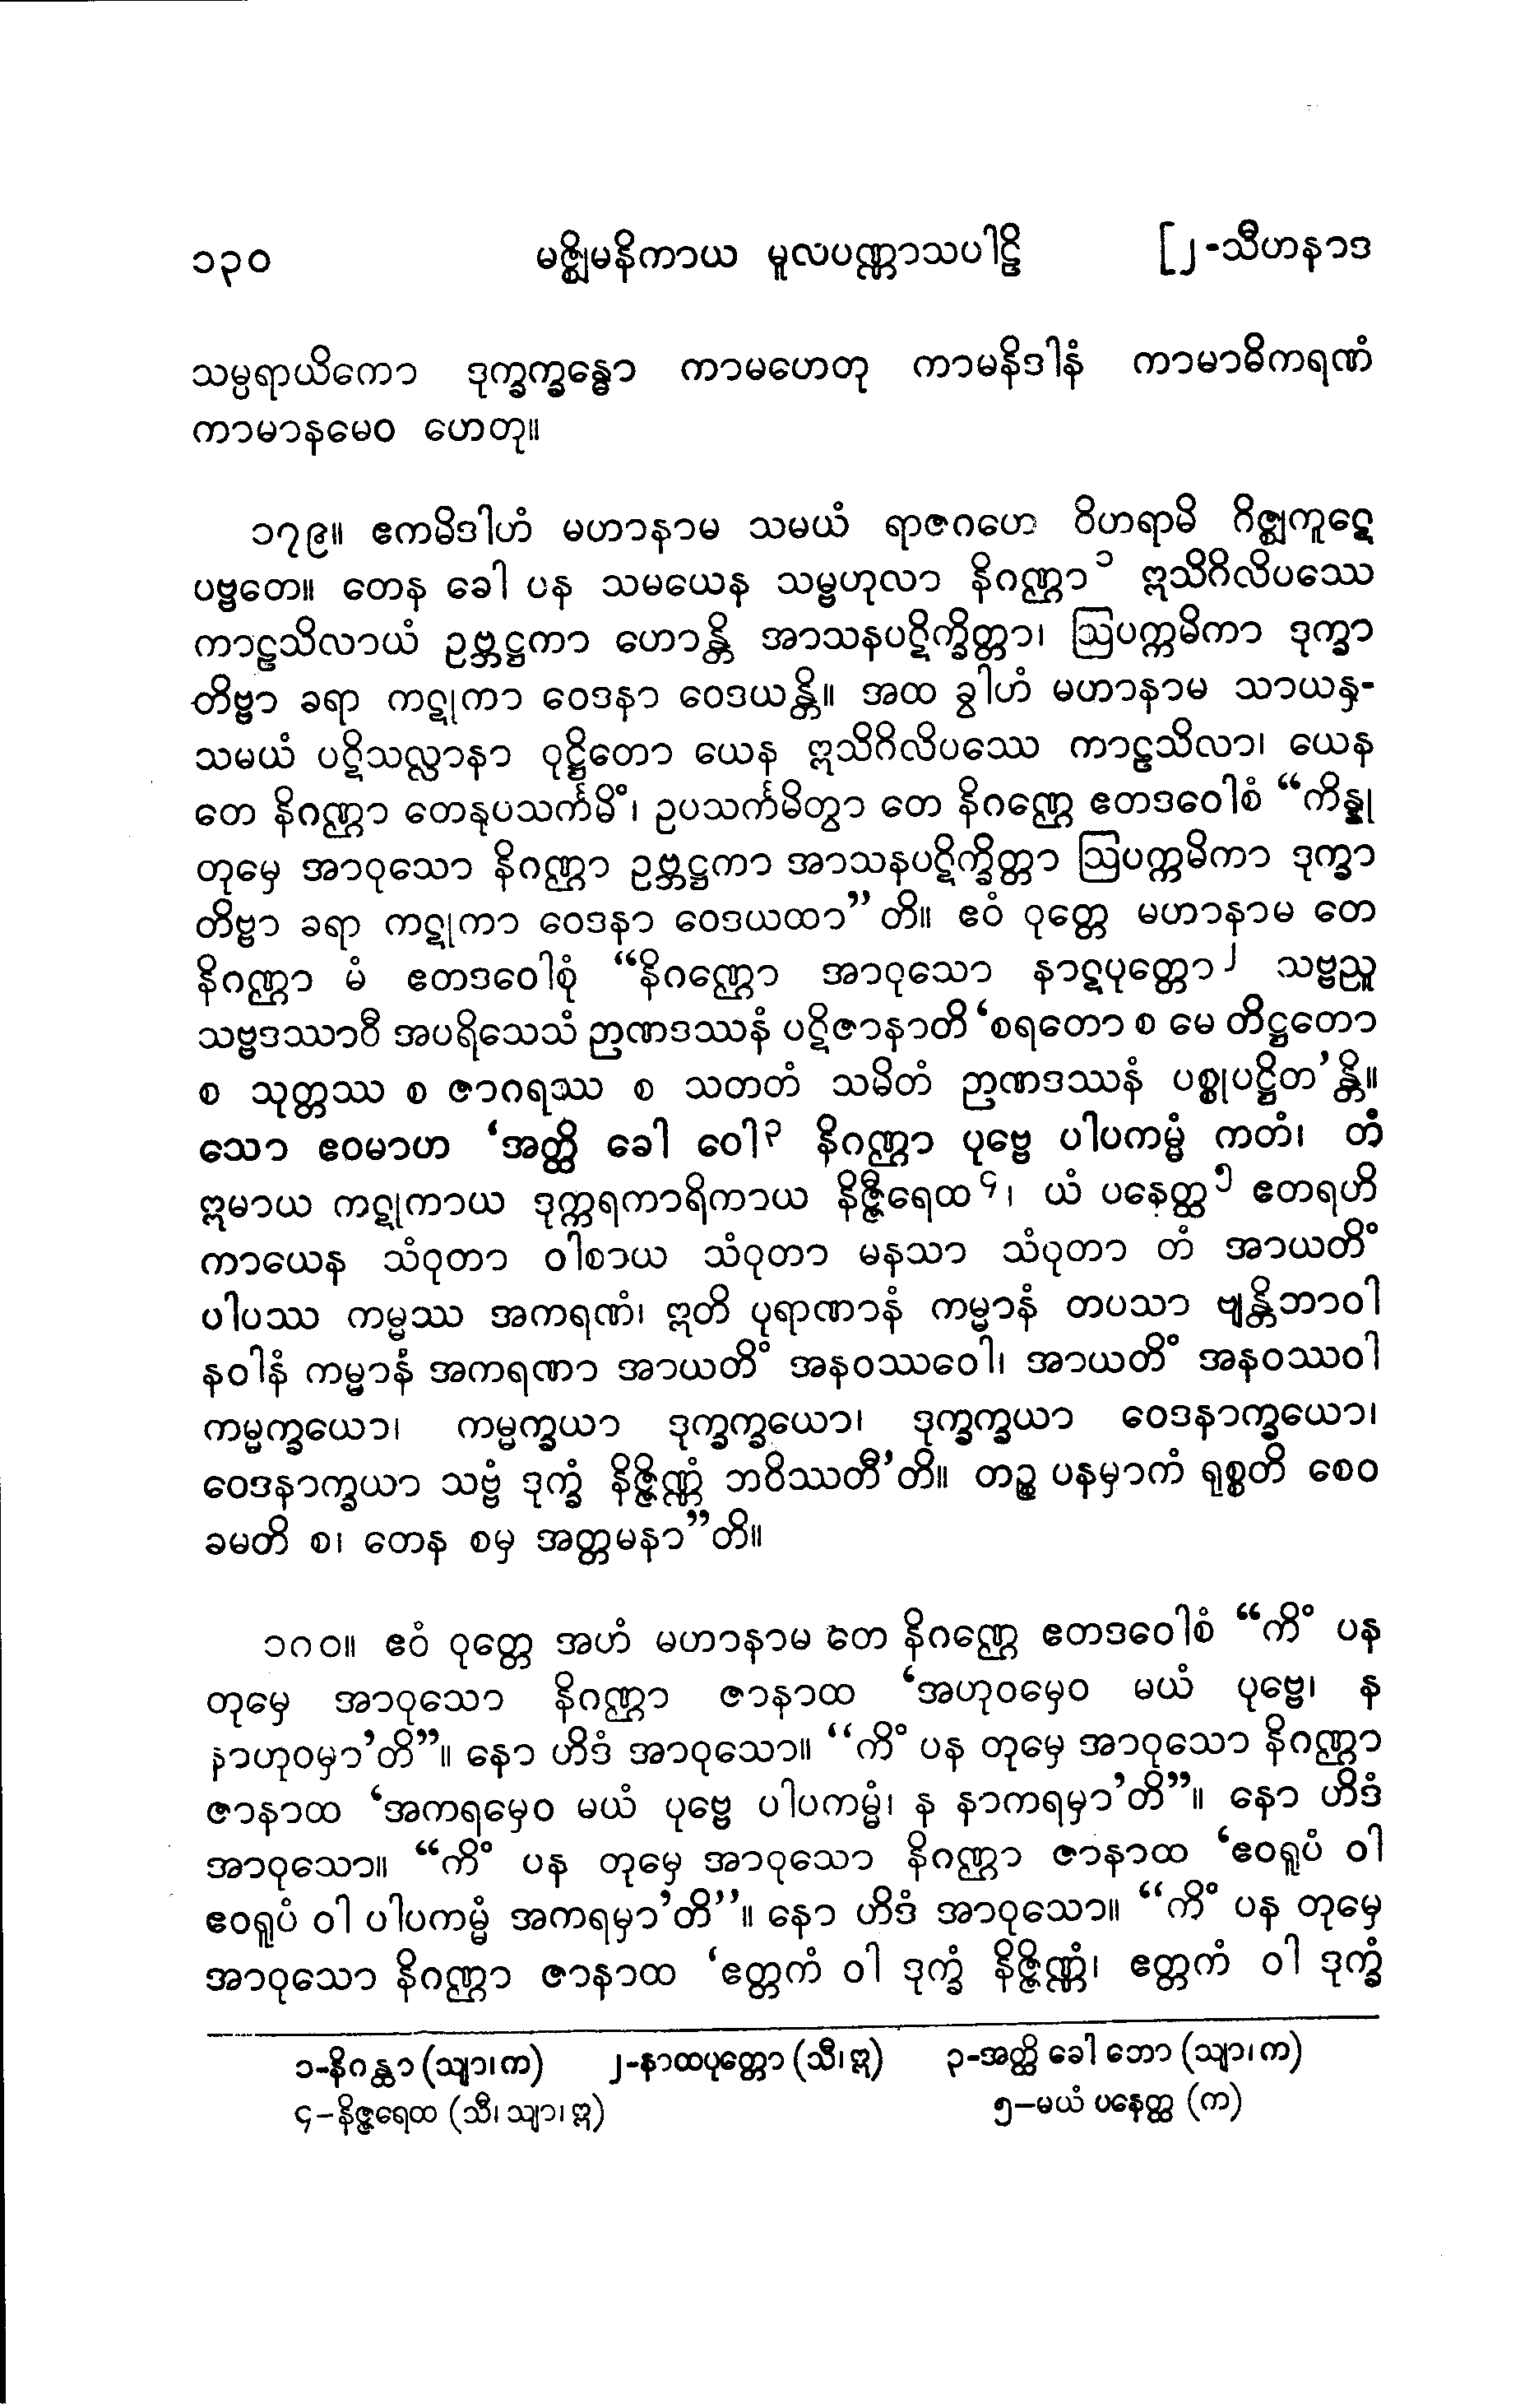 ၁၃၀ မဇ္ဈိမနိကာယ မူလပဏ္ဏာသပါဠိ [၂-သီဟနာဒ
သမ္ပရာယိကော ဒုက္ခက္ခန္ဓော ကာမဟေတု ကာမနိဒါနံ ကာမာဓိကရဏံ
ကာမာနမေဝ ဟေတု။
၁၇၉။ ဧကမိဒါဟံ မဟာနာမ သမယံ ရာဇဂဟေ ဝိဟရာမိ ဂိဇ္ဈကူဋေ
ပဗ္ဗတေ။ တေန ခေါ ပန သမယေန သမ္ဗဟုလာ နိဂဏ္ဌာ၁ ဣသိဂိလိပဿေ
ကာဠသိလာယံ ဥဗ္ဘဋ္ဌကာ ဟောန္တိ အာသနပဋိက္ခိတ္တာ၊ ဩပက္ကမိကာ ဒုက္ခာ
တိဗ္ဗာ ခရာ ကဋုကာ ဝေဒနာ ဝေဒယန္တိ။ အထ ခွါဟံ မဟာနာမ သာယနှ-
သမယံ ပဋိသလ္လာနာ ဝုဋ္ဌိတော ယေန ဣသိဂိလိပဿေ ကာဠသိလာ၊ ယေန
တေ နိဂဏ္ဌာ တေနုပသင်္ကမိံ၊ ဥပသင်္ကမိတွာ တေ နိဂဏ္ဌေ ဧတဒဝေါစံ “ကိန္နု
တုမှေ အာဝုသော နိဂဏ္ဌာ ဥဗ္ဘဋ္ဌကာ အာသနပဋိက္ခိတ္တာ ဩပက္ကမိကာ ဒုက္ခာ
တိဗ္ဗာ ခရာ ကဋုကာ ဝေဒနာ ဝေဒယထာ”တိ။ ဧဝံ ဝုတ္တေ မဟာနာမ တေ
နိဂဏ္ဌာ မံ ဧတဒဝေါစုံ “နိဂဏ္ဌော အာဝုသော နာဋပုတ္တော၂ သဗ္ဗညူ
သဗ္ဗဒဿာဝီ အပရိသေသံ ဉာဏဒဿနံ ပဋိဇာနာတိ ‘စရတော စ မေ တိဋ္ဌတော
စ သုတ္တဿ စ ဇာဂရဿ စ သတတံ သမိတံ ဉာဏဒဿနံ ပစ္စုပဋ္ဌိတ’န္တိ။
သော ဧဝမာဟ ‘အတ္ထိ ခေါ ဝေါ၃ နိဂဏ္ဌာ ပုဗ္ဗေ ပါပကမ္မံ ကတံ၊ တံ
ဣမာယ ကဋုကာယ ဒုက္ကရကာရိကာယ နိဇ္ဇီရေထ၄၊ ယံ ပနေတ္ထ၅ ဧတရဟိ
ကာယေန သံဝုတာ ဝါစာယ သံဝုတာ မနသာ သံဝုတာ တံ အာယတိံ
ပါပဿ ကမ္မဿ အကရဏံ၊ ဣတိ ပုရာဏာနံ ကမ္မာနံ တပသာ ဗျန္တိဘာဝါ
နဝါနံ ကမ္မာနံ အကရဏာ အာယတိံ အနဝဿဝေါ၊ အာယတိံ အနဝဿဝါ
ကမ္မက္ခယော၊ ကမ္မက္ခယာ ဒုက္ခက္ခယော၊ ဒုက္ခက္ခယာ ဝေဒနာက္ခယော၊
ဝေဒနာက္ခယာ သဗ္ဗံ ဒုက္ခံ နိဇ္ဇိဏ္ဏံ ဘဝိဿတီ’တိ။ တဉ္စ ပနမှာကံ ရုစ္စတိ စေဝ
ခမတိ စ၊ တေန စမှ အတ္တမနာ”တိ။
၁၈၀။ ဧဝံ ဝုတ္တေ အဟံ မဟာနာမ တေ နိဂဏ္ဌေ ဧတဒဝေါစံ “ကိံ ပန
တုမှေ အာဝုသော နိဂဏ္ဌာ ဇာနာထ ‘အဟုဝမှေဝ မယံ ပုဗ္ဗေ၊ န
နာဟုဝမှာ’တိ”။ နော ဟိဒံ အာဝုသော။ “ကိံ ပန တုမှေ အာဝုသော နိဂဏ္ဌာ
ဇာနာထ ‘အကရမှေဝ မယံ ပုဗ္ဗေ ပါပကမ္မံ၊ န နာကရမှာ’တိ”။ နော ဟိဒံ
အာဝုသော။ “ကိံ ပန တုမှေ အာဝုသော နိဂဏ္ဌာ ဇာနာထ ‘ဧဝရူပံ ဝါ
ဧဝရူပံ ဝါ ပါပကမ္မံ အကရမှာ’တိ”။ နော ဟိဒံ အာဝုသော။ “ကိံ ပန တုမှေ
အာဝုသော နိဂဏ္ဌာ ဇာနာထ ‘ဧတ္တကံ ဝါ ဒုက္ခံ နိဇ္ဇိဏ္ဏံ၊ ဧတ္တကံ ဝါ ဒုက္ခံ
၁-နိဂန္ထာ (သျာ၊က) ၂-နာထပုတ္တော (သီ၊ဣ) ၃-အတ္ထိ ခေါ ဘော (သျာ၊က)
၄-နိဇ္ဇရေထ (သီ၊ သျာ၊ဣ) ၅-မယံ ပနေတ္ထ (က)